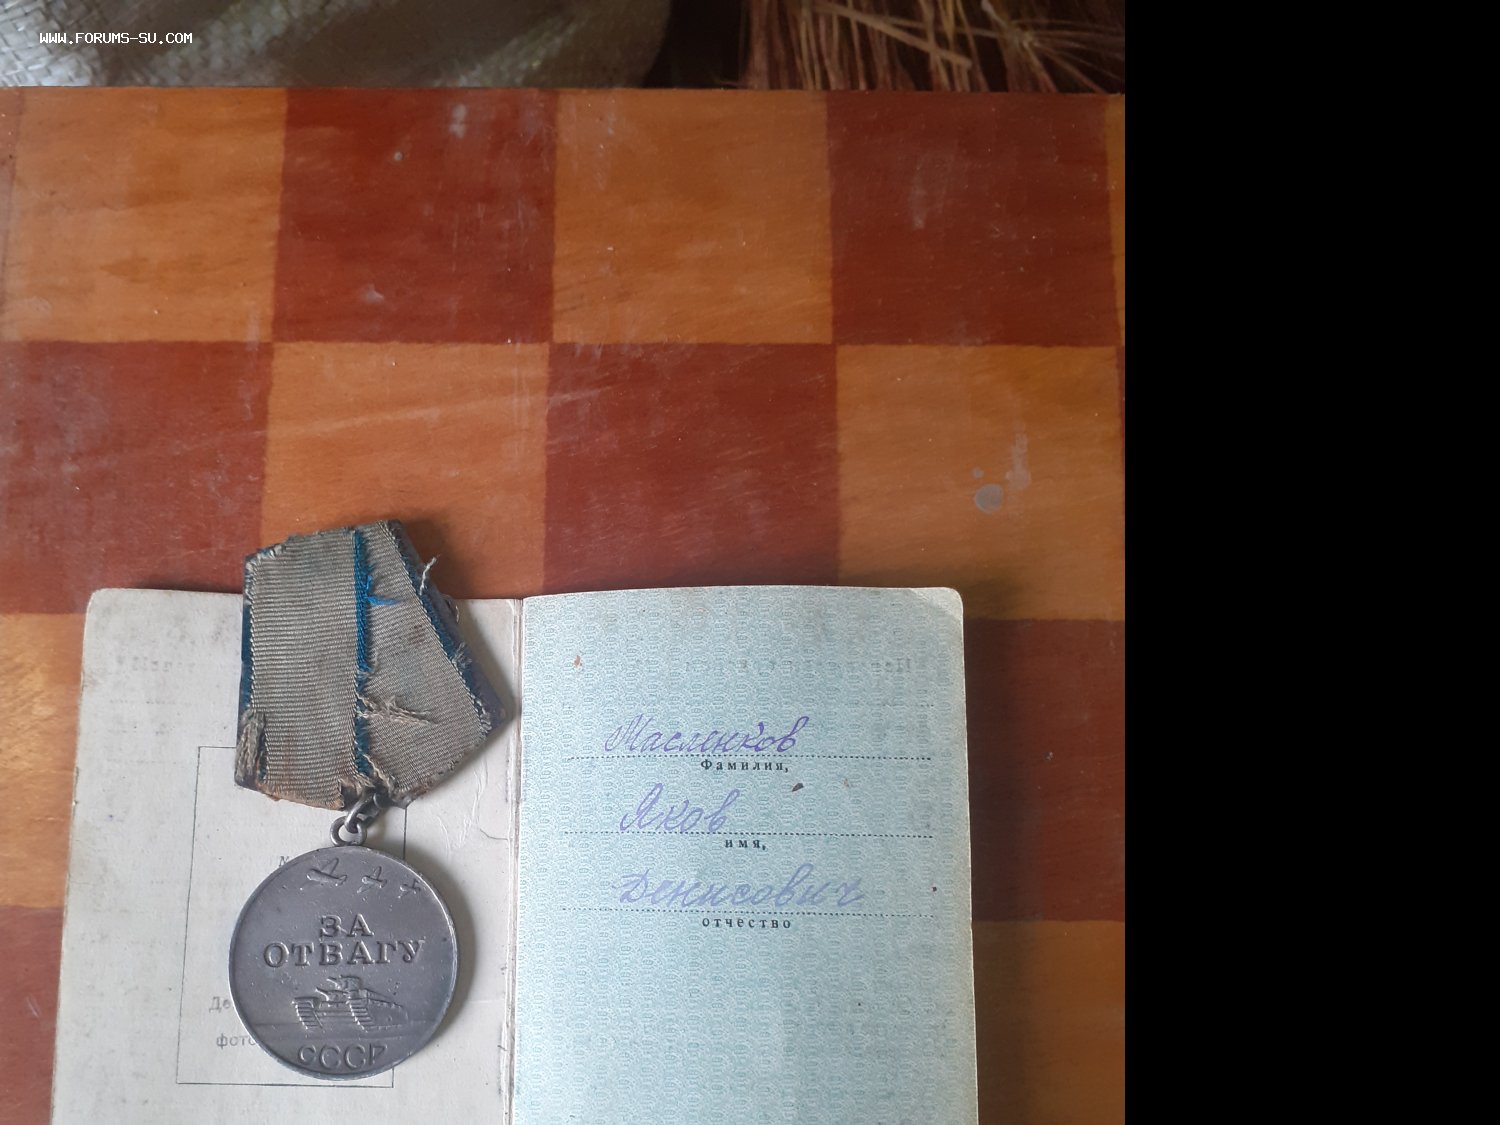 WWW.FORUMS-SU.COM
Масленков
Фамилия,
Яков
имя,
Денисович
отчество
ЗА
ОТВАГУ
СССР